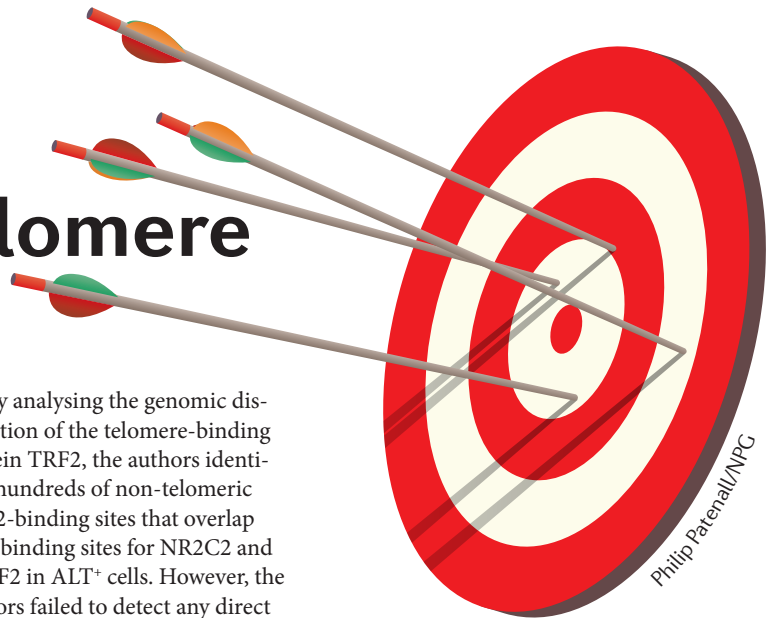 lomere
y analysing the genomic dis-
tion of the telomere-binding
ein TRF2, the authors identi-
hundreds of non-telomeric
2-binding sites that overlap
binding sites for NR2C2 and
F2 in ALT⁺ cells. However, the
ors failed to detect any direct
Philip Patenall/NPG